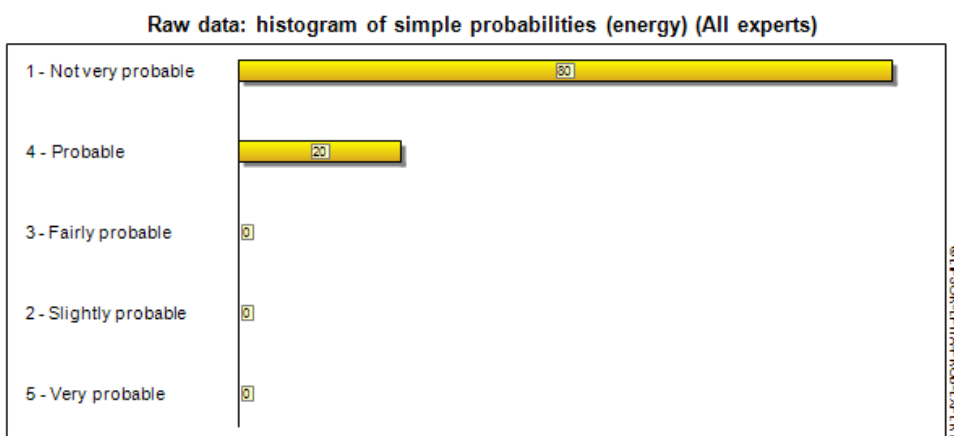 Raw data: histogram of simple probabilities (energy) (All experts)
1 - Not very probable
80
4 - Probable
20
3 - Fairly probable
0
2 - Slightly probable
0
5 - Very probable
0